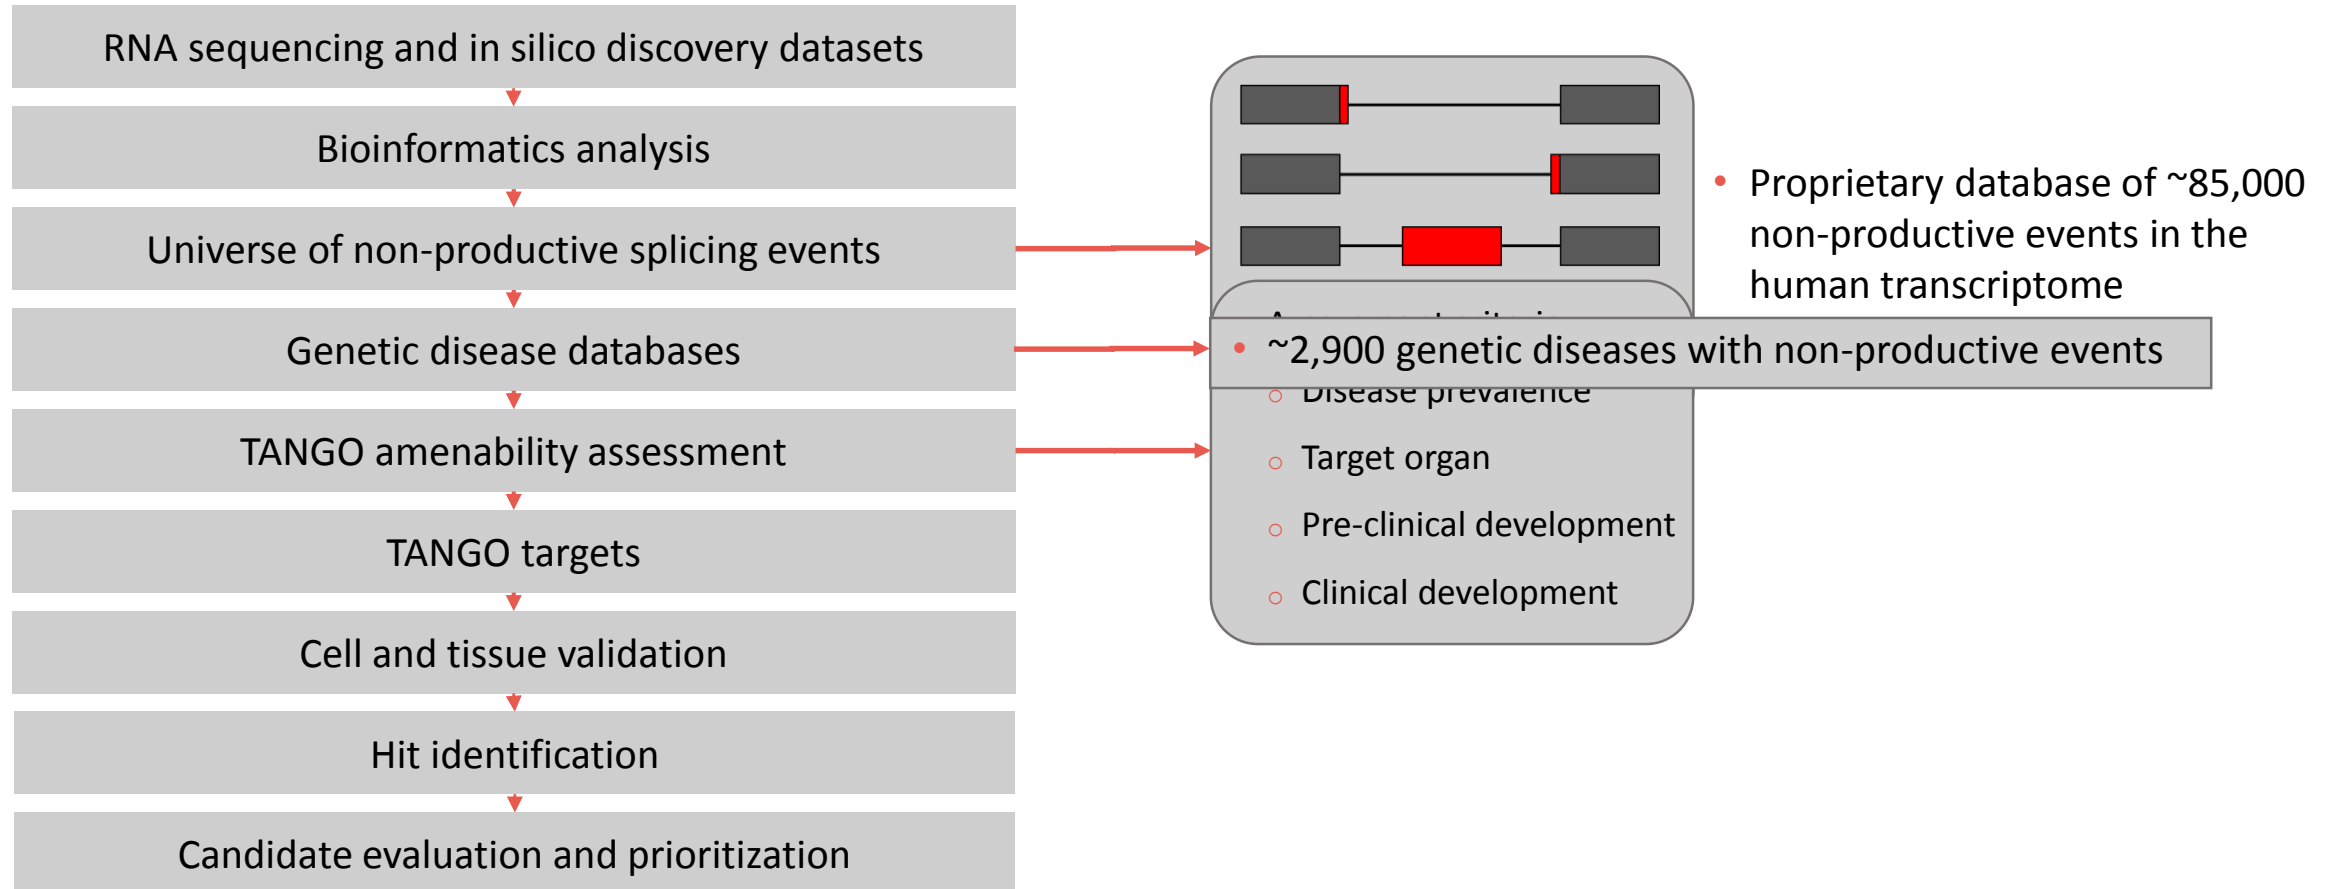 RNA sequencing and in silico discovery datasets
Bioinformatics analysis
Universe of non-productive splicing events
Genetic disease databases
TANGO amenability assessment
TANGO targets
Cell and tissue validation
Hit identification
Candidate evaluation and prioritization
• Proprietary database of ~85,000
non-productive events in the
human transcriptome
• ~2,900 genetic diseases with non-productive events
Disease prevalence
Target organ
Pre-clinical development
Clinical development